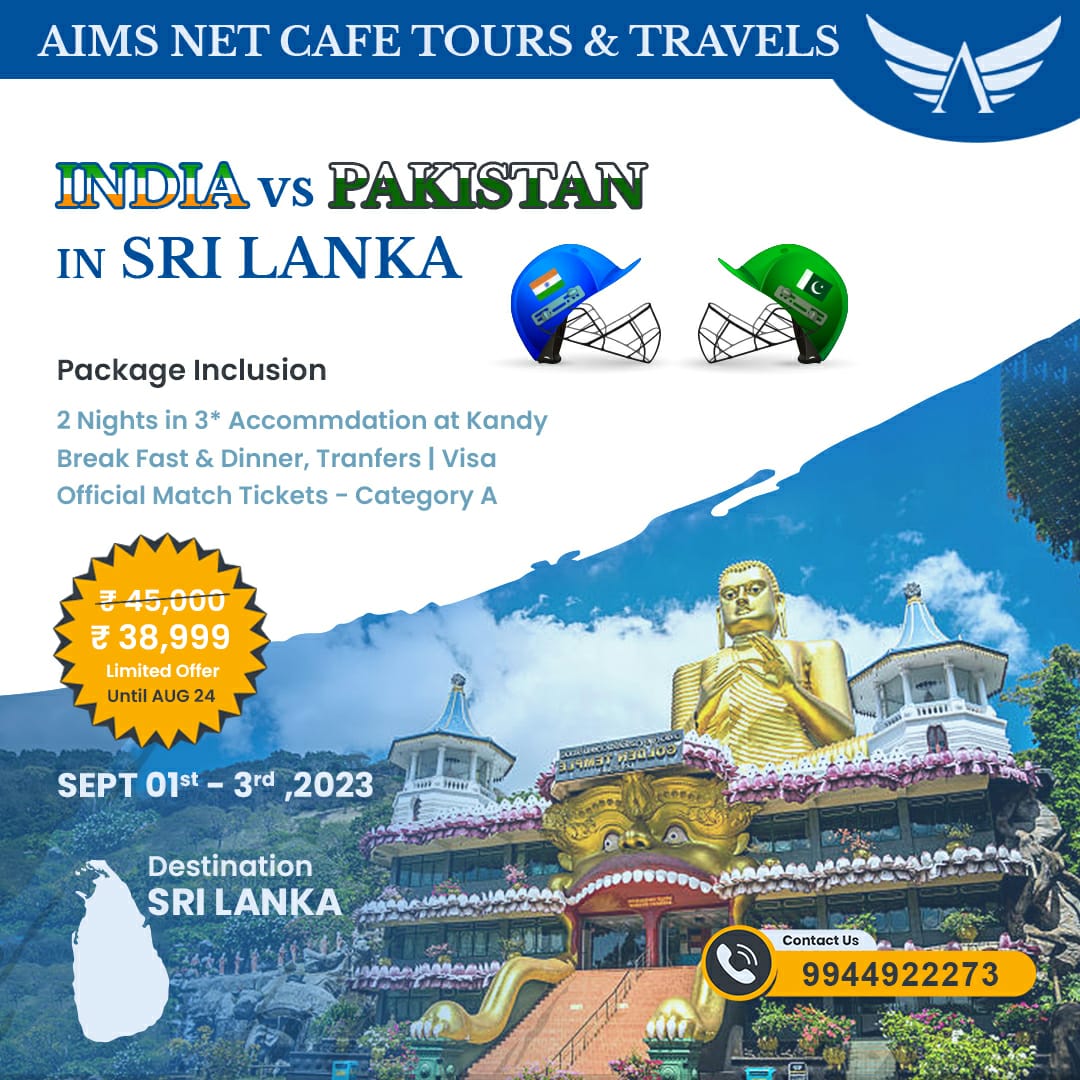 AIMS NET CAFE TOURS & TRAVELS
INDIA VS PAKISTAN
IN SRI LANKA
Package Inclusion
2 Nights in 3* Accommdation at Kandy
Break Fast & Dinner, Tranfers | Visa
Official Match Tickets - Category A
₹ 45,000
₹ 38,999
Limited Offer
Until AUG 24
SEPT 01st - 3rd ,2023
Destination
SRI LANKA
GOLDEN TEMPLE
Contact Us
9944922273